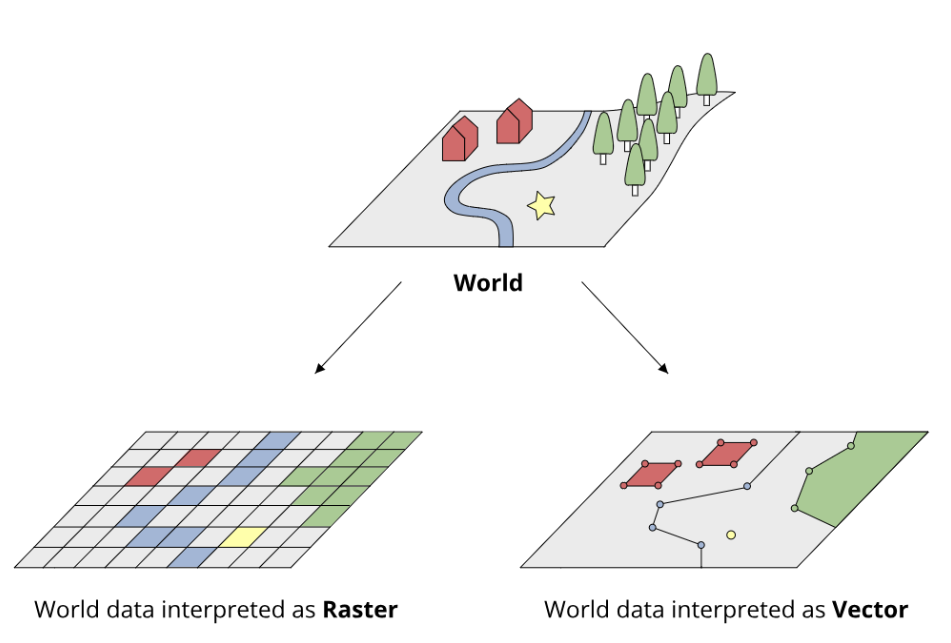 World
World data interpreted as Raster
World data interpreted as Vector